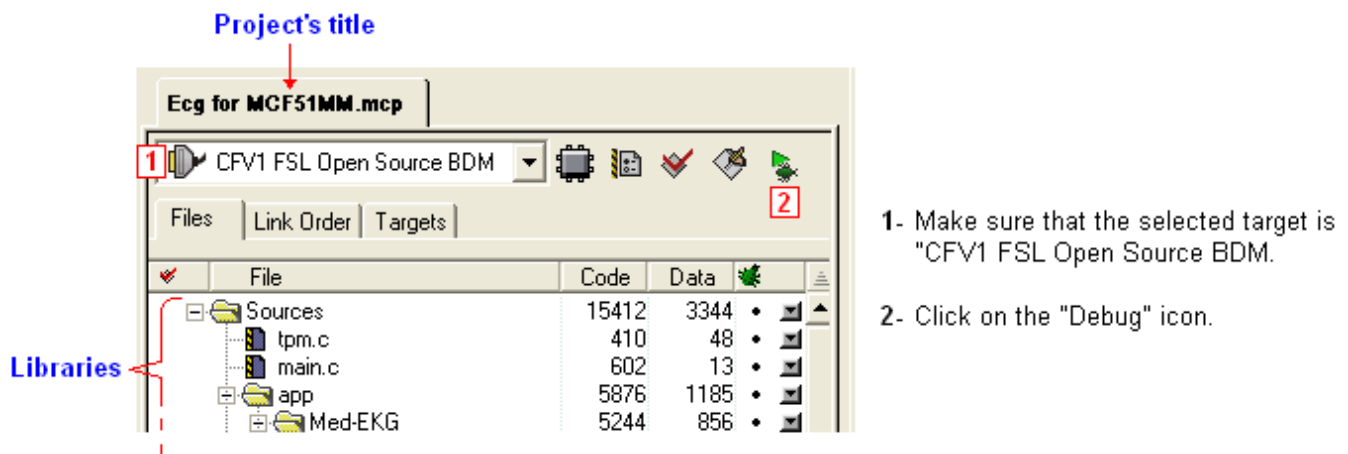 Project's title
Ecg for MCF51MM.mcp
1 CFV1 FSL Open Source BDM
2
Files Link Order Targets
File Code Data
Sources 15412 3344
tpm.c 410 48
main.c 602 13
app 5876 1185
Med-EKG 5244 856
Libraries
1- Make sure that the selected target is
"CFV1 FSL Open Source BDM.
2- Click on the "Debug" icon.